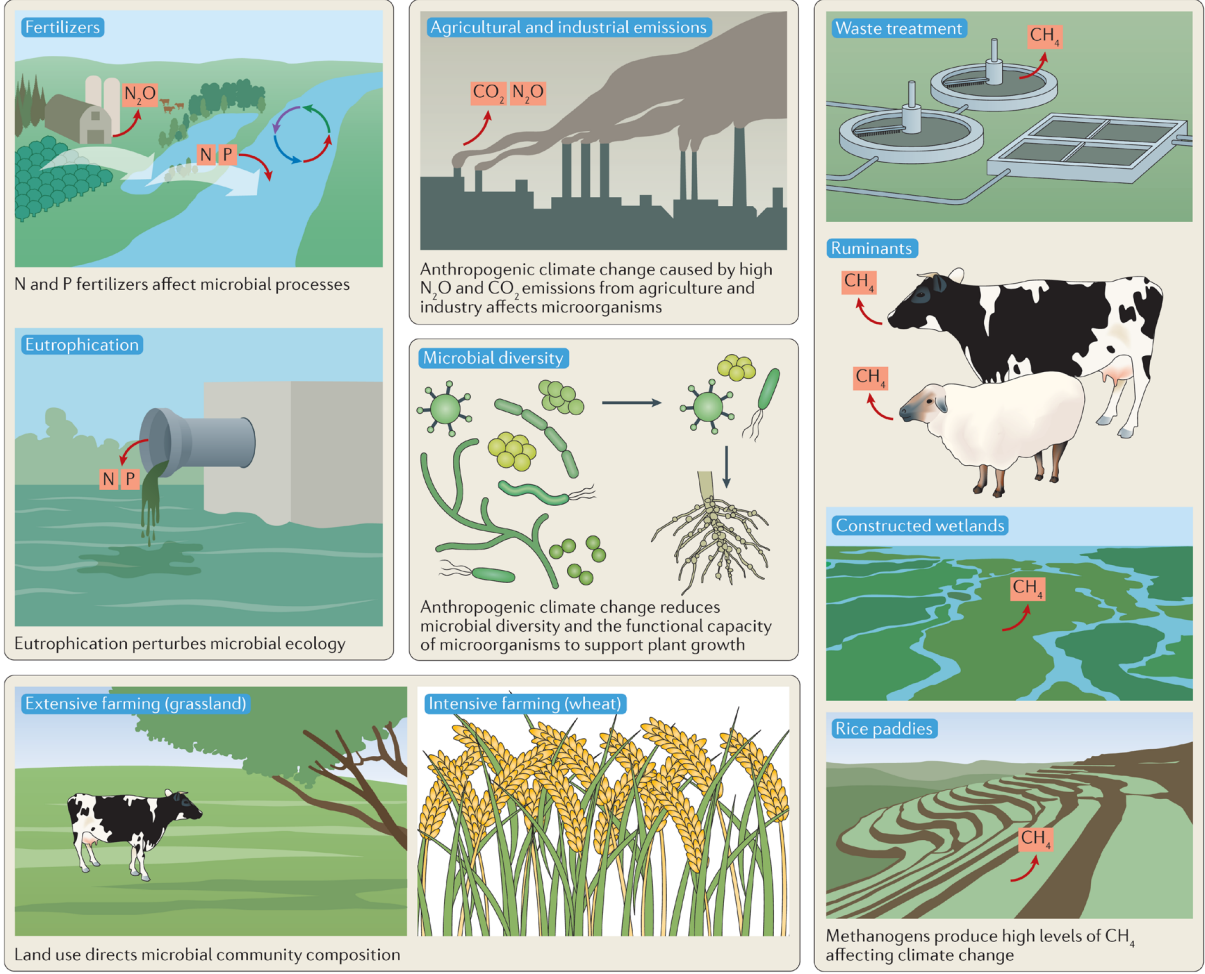 Fertilizers
N₂O
N P
N and P fertilizers affect microbial processes
Eutrophication
N P
Eutrophication perturbes microbial ecology
Agricultural and industrial emissions
CO₂ N₂O
Anthropogenic climate change caused by high
N₂O and CO₂ emissions from agriculture and
industry affects microorganisms
Microbial diversity
Anthropogenic climate change reduces
microbial diversity and the functional capacity
of microorganisms to support plant growth
Extensive farming (grassland)
Intensive farming (wheat)
Land use directs microbial community composition
Waste treatment
CH₄
Ruminants
CH₄
CH₄
Constructed wetlands
CH₄
Rice paddies
CH₄
Methanogens produce high levels of CH₄
affecting climate change